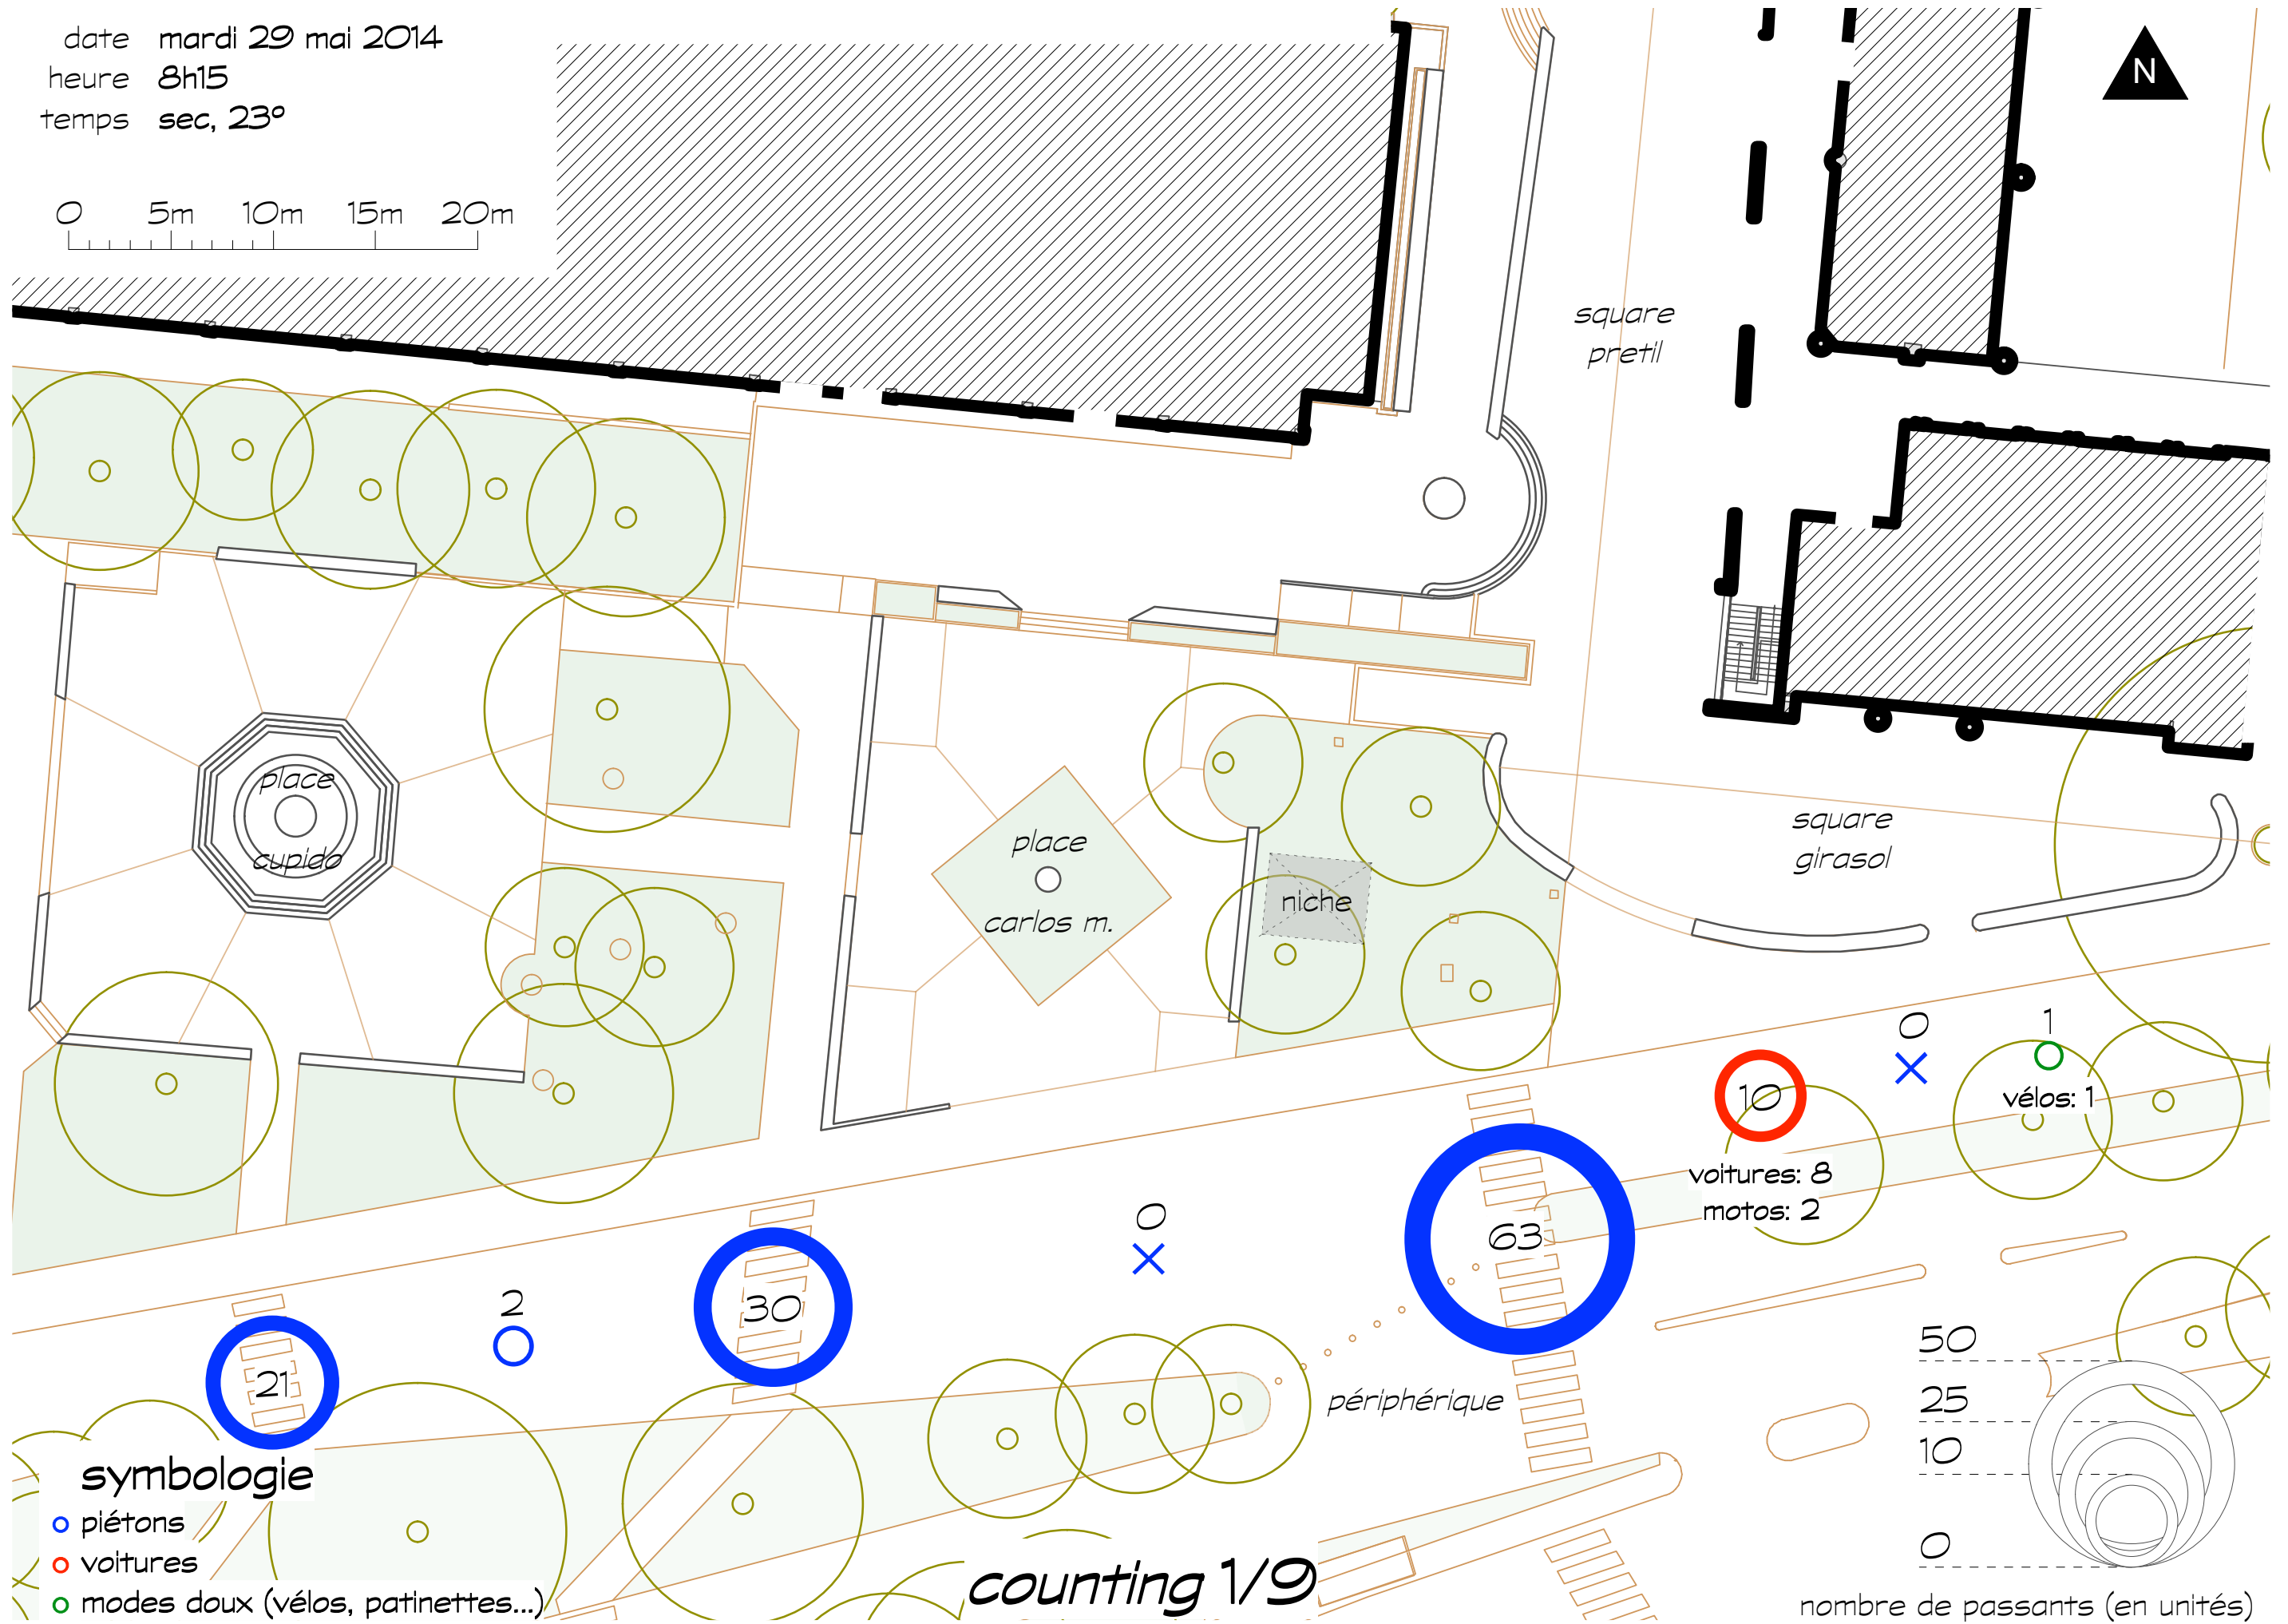 date mardi 29 mai 2014
heure 8h15
temps sec, 23°
N
0 5m 10m 15m 20m
square
pretil
place
cupido
place
carlos m.
niche
square
girasol
0
1
10
vélos: 1
voitures: 8
motos: 2
0
63
2
30
21
périphérique
symbologie
piétons
voitures
modes doux (vélos, patinettes...)
counting 1/9
50
25
10
0
nombre de passants (en unités)